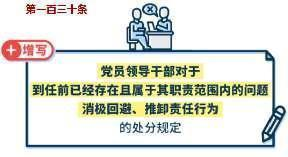 第一百三十条
+增写
党员领导干部对于
到任前已经存在且属于其职责范围内的问题
消极回避、推卸责任行为
的处分规定